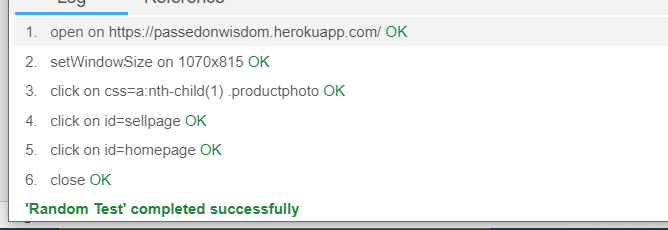 Log Reference
1. open on https://passedonwisdom.herokuapp.com/ OK
2. setWindowSize on 1070x815 OK
3. click on css=a:nth-child(1) .productphoto OK
4. click on id=sellpage OK
5. click on id=homepage OK
6. close OK
'Random Test' completed successfully